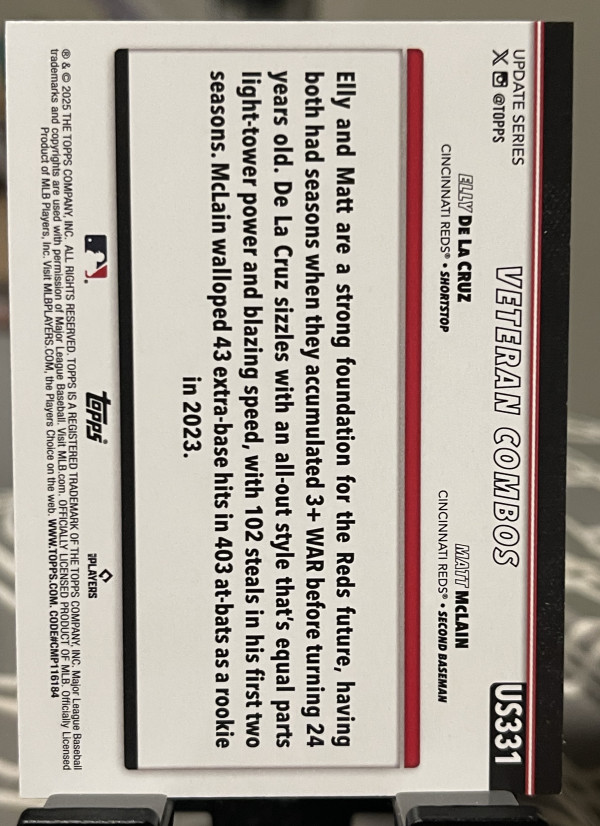 UPDATE SERIES
X @TOPPS
VETERAN COMBOS
US331
ELLY DE LA CRUZ
CINCINNATI REDS® • SHORTSTOP
MATT McLAIN
CINCINNATI REDS® • SECOND BASEMAN
Elly and Matt are a strong foundation for the Reds future, having
both had seasons when they accumulated 3+ WAR before turning 24
years old. De La Cruz sizzles with an all-out style that's equal parts
light-tower power and blazing speed, with 102 steals in his first two
seasons. McLain walloped 43 extra-base hits in 403 at-bats as a rookie
in 2023.
topps
PLAYERS
® & © 2025 THE TOPPS COMPANY, INC. ALL RIGHTS RESERVED. TOPPS IS A REGISTERED TRADEMARK OF THE TOPPS COMPANY, INC. Major League Baseball
trademarks and copyrights are used with permission of Major League Baseball. Visit MLB.com. OFFICIALLY LICENSED PRODUCT OF MLB. Officially Licensed
Product of MLB Players, Inc. Visit MLBPLAYERS.COM, the Players Choice on the web. WWW.TOPPS.COM. CODE#CMP116184